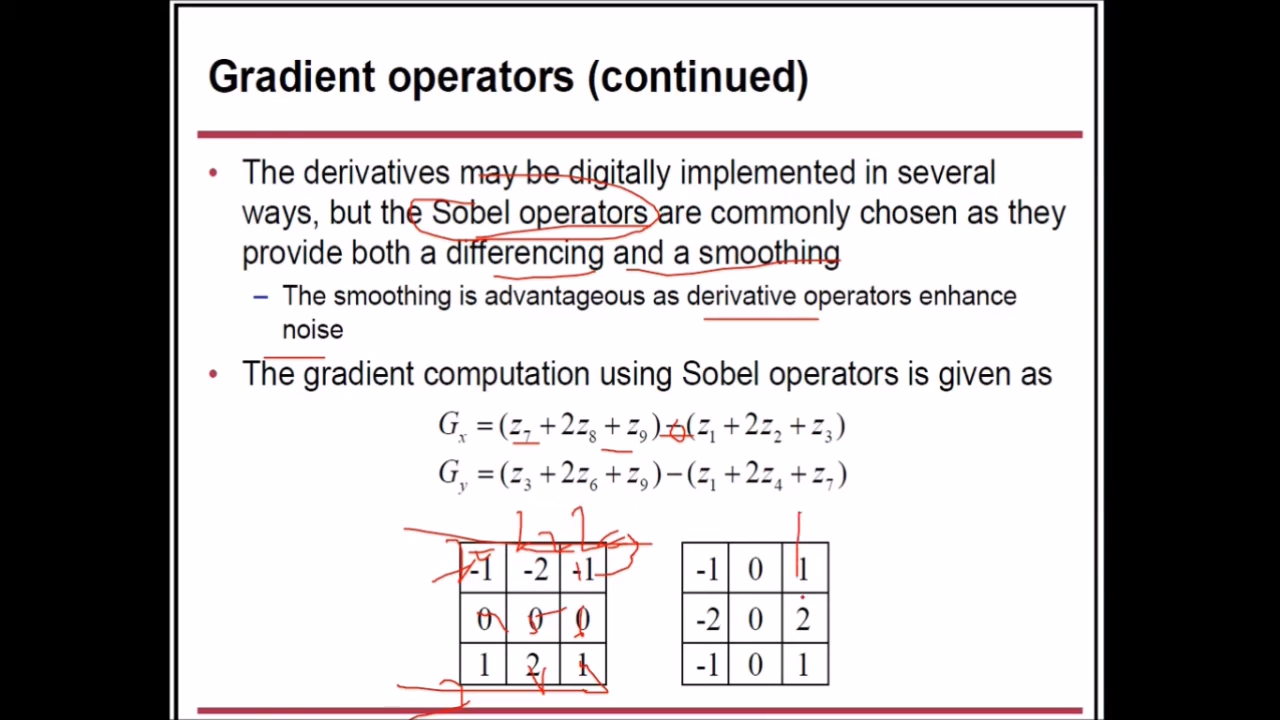 Gradient operators (continued)
• The derivatives may be digitally implemented in several
ways, but the Sobel operators are commonly chosen as they
provide both a differencing and a smoothing
– The smoothing is advantageous as derivative operators enhance
noise
• The gradient computation using Sobel operators is given as
Gₓ = (z₇ + 2z₈ + z₉) − (z₁ + 2z₂ + z₃)
Gᵧ = (z₃ + 2z₆ + z₉) − (z₁ + 2z₄ + z₇)
-1 -2 -1
0 0 0
1 2 1
-1 0 1
-2 0 2
-1 0 1